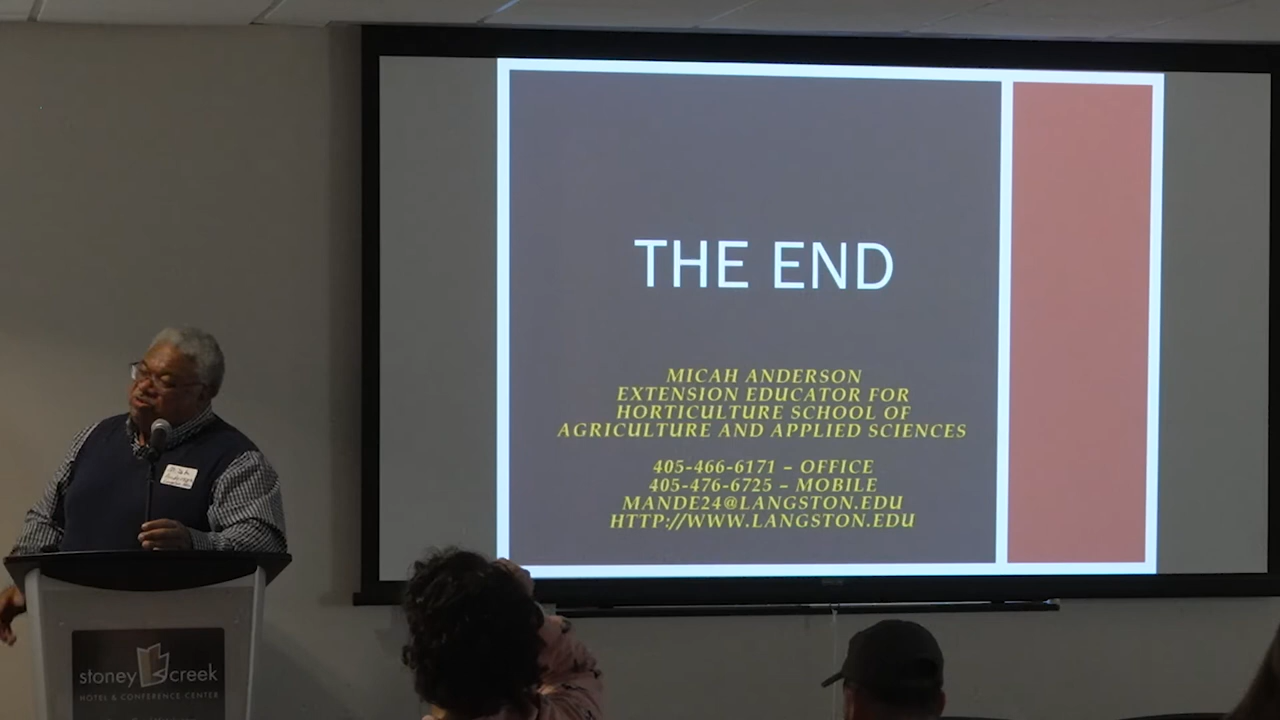 THE END
MICAH ANDERSON
EXTENSION EDUCATOR FOR
HORTICULTURE SCHOOL OF
AGRICULTURE AND APPLIED SCIENCES
405-466-6171 – OFFICE
405-476-6725 – MOBILE
MANDE24@LANGSTON.EDU
HTTP://WWW.LANGSTON.EDU
stoney creek
HOTEL & CONFERENCE CENTER